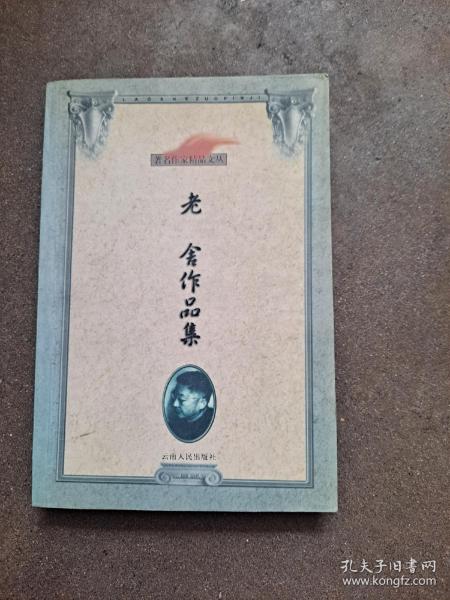 LAOSHEZUOPINJI
著名作家精品文丛
老舍作品集
云南人民出版社
孔夫子旧书网
www.kongfz.com